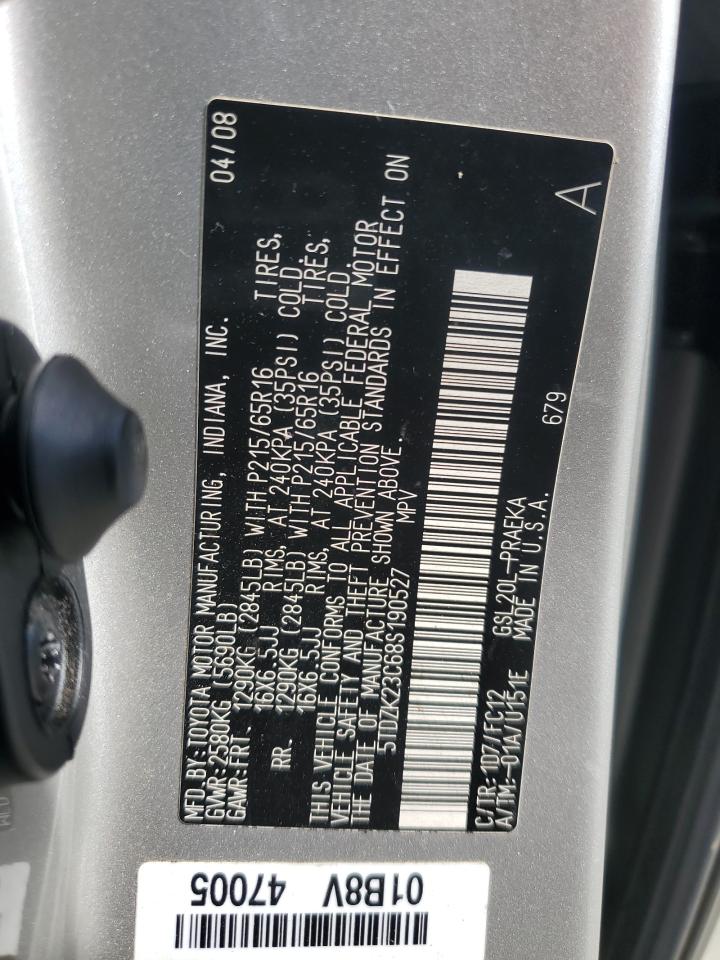 MFD.BY:TOYOTA MOTOR MANUFACTURING, INDIANA, INC. 04/08
GVWR:2580KG (5690LB)
GAWR:FRT. 1290KG (2845LB) WITH P215/65R16 TIRES,
16X6.5JJ RIMS, AT 240KPA (35PSI) COLD.
RR. 1290KG (2845LB) WITH P215/65R16 TIRES,
16X6.5JJ RIMS, AT 240KPA (35PSI) COLD.
THIS VEHICLE CONFORMS TO ALL APPLICABLE FEDERAL MOTOR
VEHICLE SAFETY AND THEFT PREVENTION STANDARDS IN EFFECT ON
THE DATE OF MANUFACTURE SHOWN ABOVE.
5TDZK23C68S190527 MPV
C/TR:1D7/FC12 GSL20L-PRAEKA 679
A/TM:-01A/U151E MADE IN U.S.A.
A
01B8V 47005